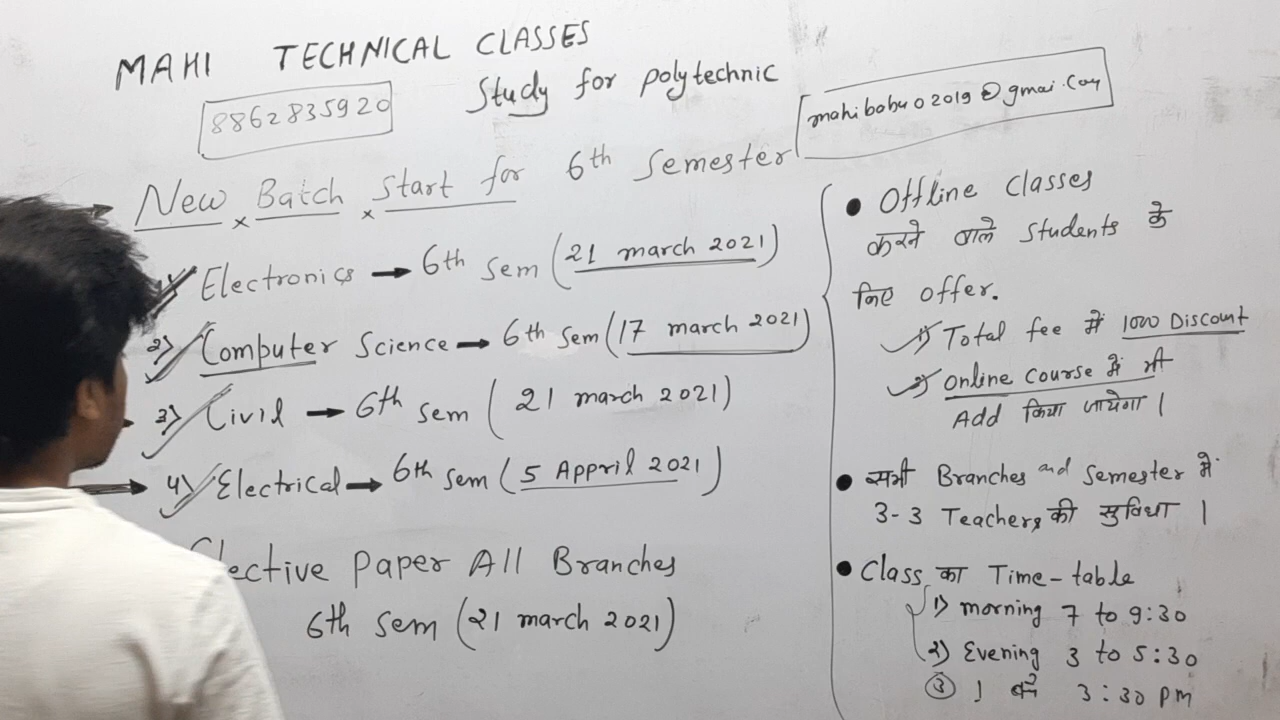 MAHI TECHNICAL CLASSES
8862835920
Study for polytechnic
mahibabu02019@gmai.com
New × Batch × Start for 6th Semester
1) Electronics → 6th sem (21 march 2021)
2) Computer Science → 6th Sem (17 march 2021)
3) Civil → 6th sem (21 march 2021)
4) Electrical → 6th sem (5 Appril 2021)
Elective Paper All Branches
6th sem (21 march 2021)
• Offline Classes
करने वाले Students के
लिए offer.
1) Total fee में 1000 Discount
2) Online course में भी
Add किया जायेगा।
• सभी Branches and Semester में
3-3 Teachers की सुविधा।
• Class का Time-table
1) morning 7 to 9:30
2) Evening 3 to 5:30
3:30 PM